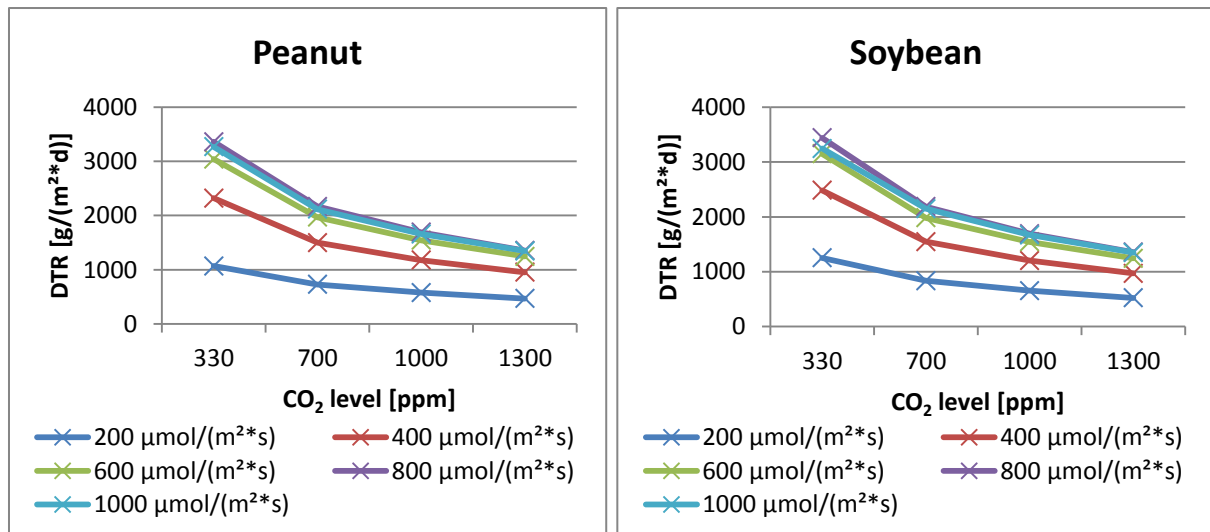 Peanut
4000
3000
2000
1000
0
DTR [g/(m²*d)]
330 700 1000 1300
CO₂ level [ppm]
200 µmol/(m²*s) 400 µmol/(m²*s)
600 µmol/(m²*s) 800 µmol/(m²*s)
1000 µmol/(m²*s)
Soybean
4000
3000
2000
1000
0
DTR [g/(m²*d)]
330 700 1000 1300
CO₂ level [ppm]
200 µmol/(m²*s) 400 µmol/(m²*s)
600 µmol/(m²*s) 800 µmol/(m²*s)
1000 µmol/(m²*s)